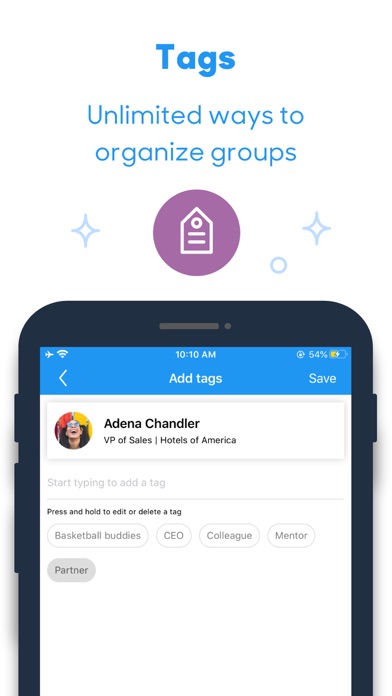 Tags
Unlimited ways to
organize groups
10:10 AM
54%
Add tags
Save
Adena Chandler
VP of Sales | Hotels of America
Start typing to add a tag
Press and hold to edit or delete a tag
Basketball buddies
CEO
Colleague
Mentor
Partner